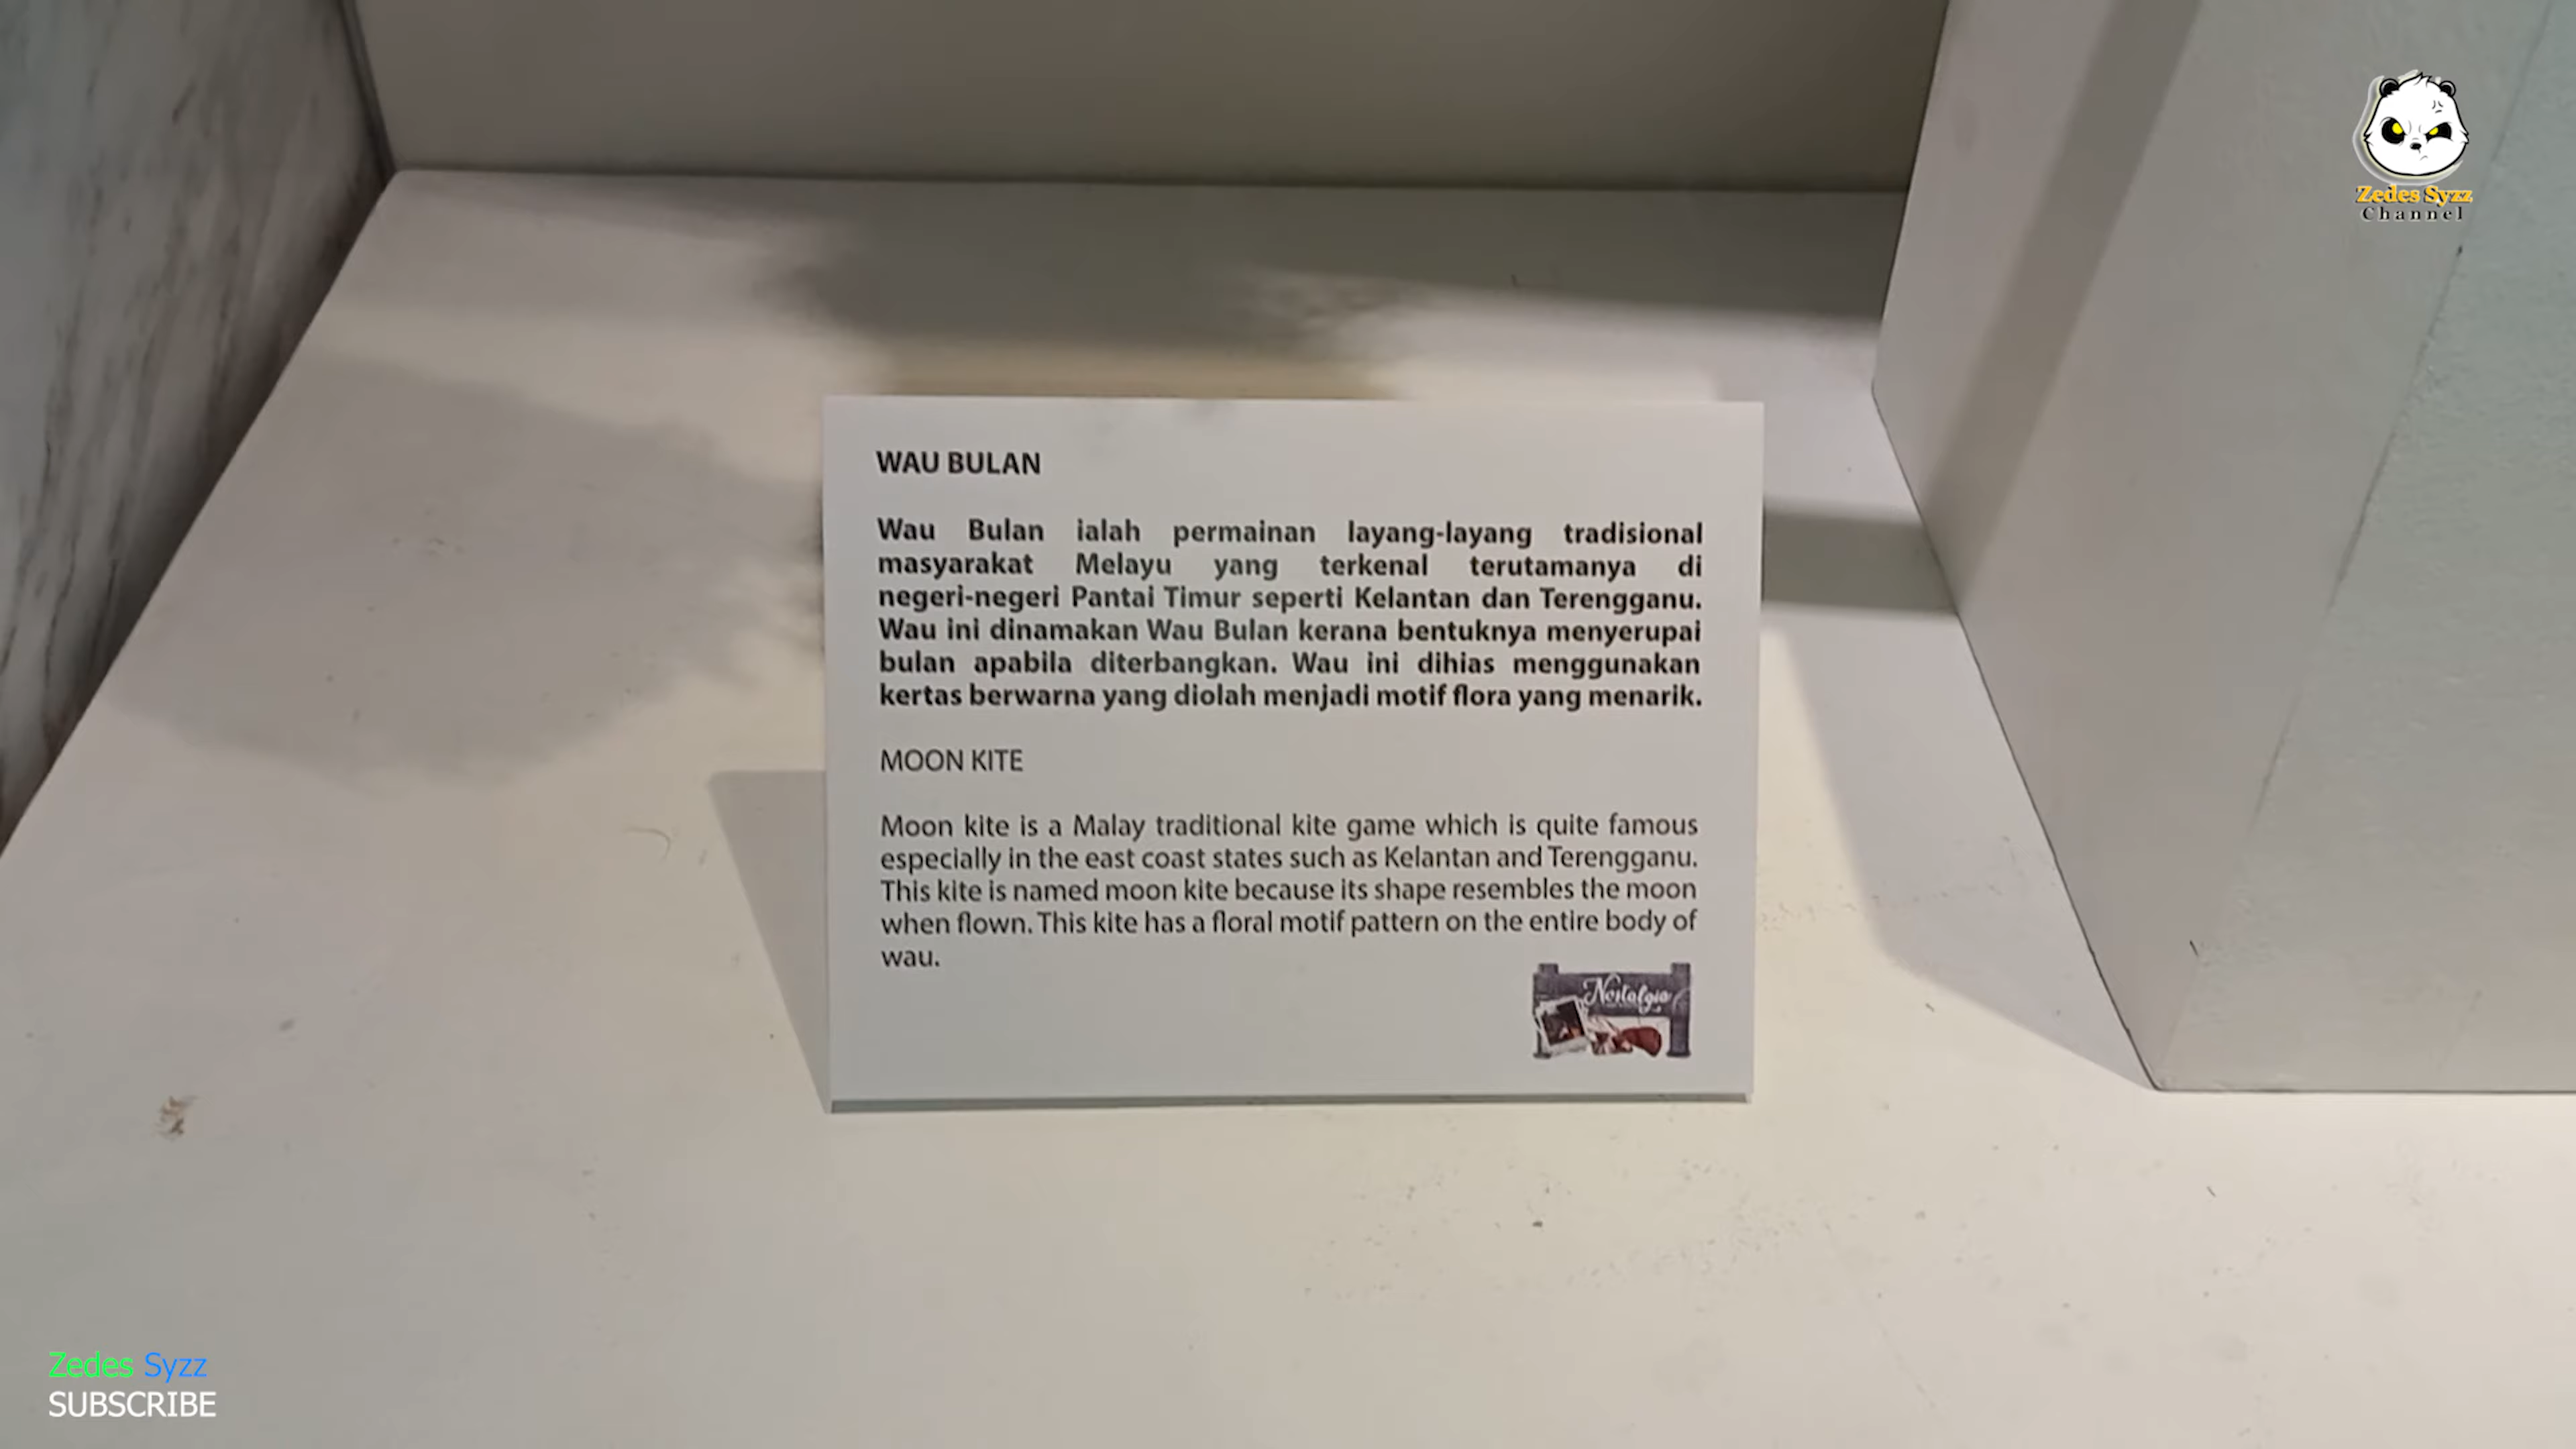 Zedes Syzz
Channel
WAU BULAN
Wau Bulan ialah permainan layang-layang tradisional
masyarakat Melayu yang terkenal terutamanya di
negeri-negeri Pantai Timur seperti Kelantan dan Terengganu.
Wau ini dinamakan Wau Bulan kerana bentuknya menyerupai
bulan apabila diterbangkan. Wau ini dihias menggunakan
kertas berwarna yang diolah menjadi motif flora yang menarik.
MOON KITE
Moon kite is a Malay traditional kite game which is quite famous
especially in the east coast states such as Kelantan and Terengganu.
This kite is named moon kite because its shape resembles the moon
when flown. This kite has a floral motif pattern on the entire body of
wau.
Nostalgia
Zedes Syzz
SUBSCRIBE